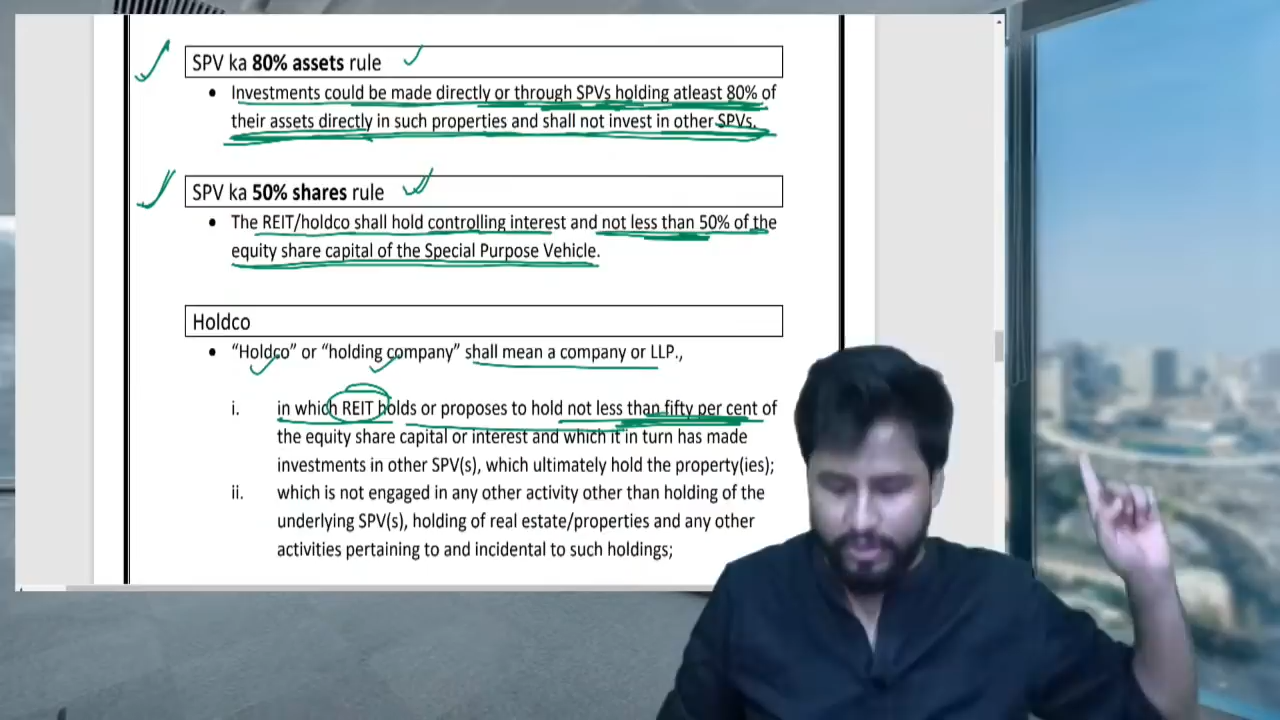 SPV ka 80% assets rule
• Investments could be made directly or through SPVs holding atleast 80% of
their assets directly in such properties and shall not invest in other SPVs.
SPV ka 50% shares rule
• The REIT/holdco shall hold controlling interest and not less than 50% of the
equity share capital of the Special Purpose Vehicle.
Holdco
• “Holdco” or “holding company” shall mean a company or LLP.,
i. in which REIT holds or proposes to hold not less than fifty per cent of
the equity share capital or interest and which it in turn has made
investments in other SPV(s), which ultimately hold the property(ies);
ii. which is not engaged in any other activity other than holding of the
underlying SPV(s), holding of real estate/properties and any other
activities pertaining to and incidental to such holdings;